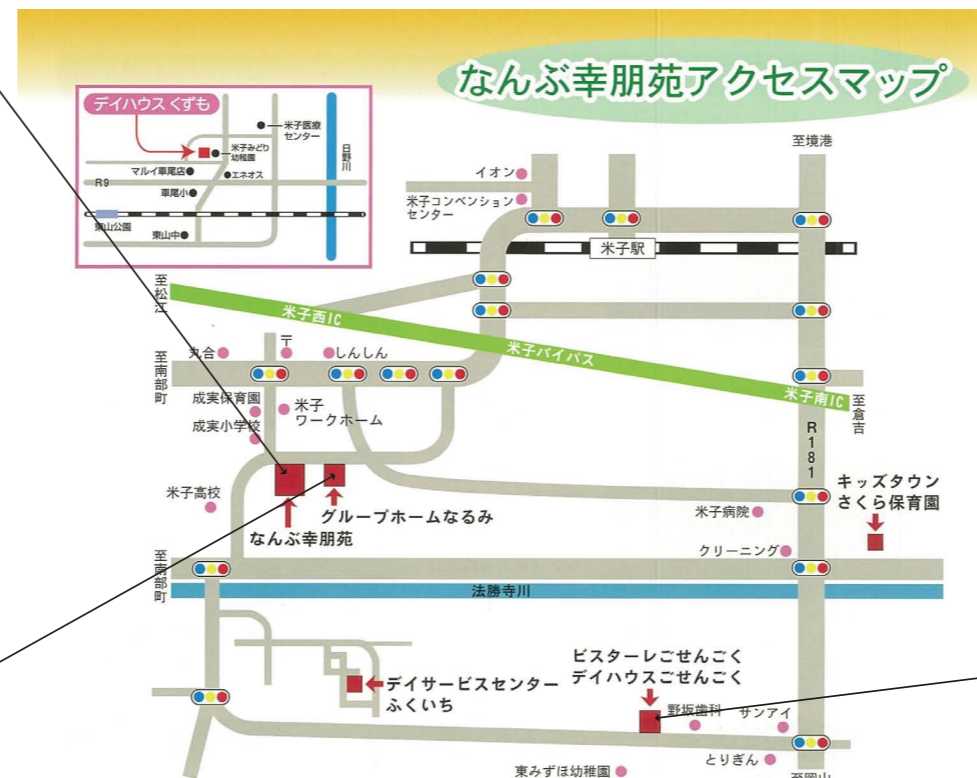 なんぶ幸朋苑アクセスマップ
デイハウス くずも
米子医療
センター
米子みどり
幼稚園
日野川
マルイ車尾店
エネオス
R9
車尾小
東山公園
東山中
至境港
イオン
米子コンベンション
センター
米子駅
至松江
米子西IC
米子バイパス
米子南IC
至倉吉
〒
丸合
しんしん
至南部町
成実保育園
米子
ワークホーム
成実小学校
R181
キッズタウン
さくら保育園
米子高校
グループホームなるみ
なんぶ幸朋苑
米子病院
クリーニング
至南部町
法勝寺川
ビスターレごせんごく
デイハウスごせんごく
デイサービスセンター
ふくいち
野坂歯科
サンアイ
とりぎん
東みずほ幼稚園
至岡山